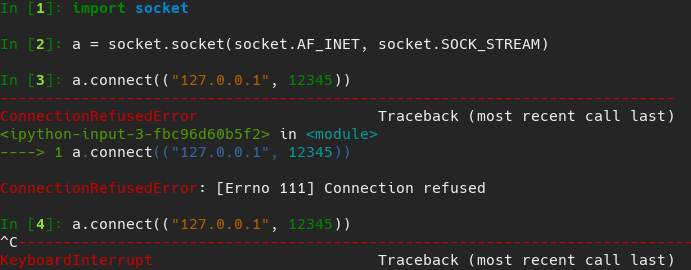 In [1]: import socket
In [2]: a = socket.socket(socket.AF_INET, socket.SOCK_STREAM)
In [3]: a.connect(("127.0.0.1", 12345))
---------------------------------------------------------------------------
ConnectionRefusedError                    Traceback (most recent call last)
<ipython-input-3-fbc96d60b5f2> in <module>
----> 1 a.connect(("127.0.0.1", 12345))
ConnectionRefusedError: [Errno 111] Connection refused
In [4]: a.connect(("127.0.0.1", 12345))
^C---------------------------------------------------------------------------
KeyboardInterrupt                         Traceback (most recent call last)